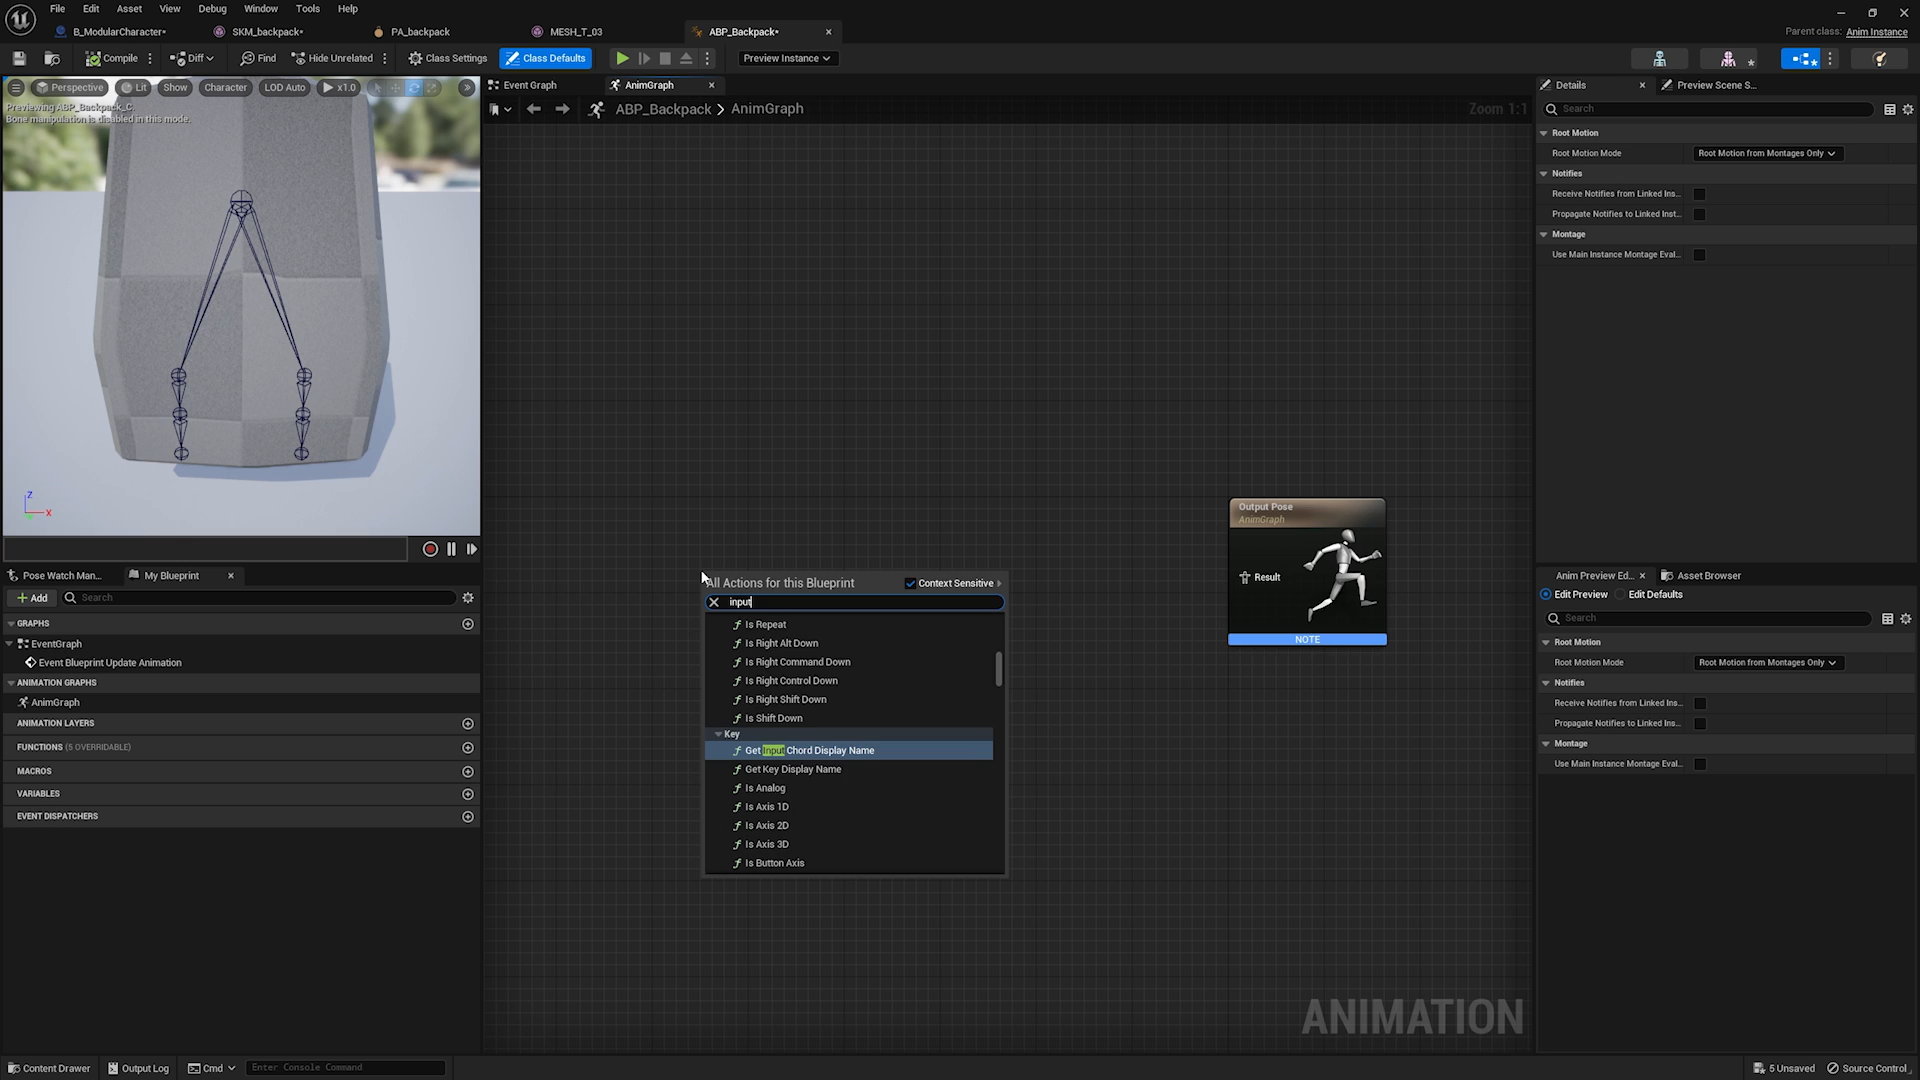 File Edit Asset View Debug Window Tools Help
B_ModularCharacter* SKM_backpack* PA_backpack MESH_T_03 ABP_Backpack*
Parent class: Anim Instance
Compile Diff Find Hide Unrelated Class Settings Class Defaults Preview Instance
Perspective Lit Show Character LOD Auto x1.0
Previewing ABP_Backpack_C.
Bone manipulation is disabled in this mode.
Z
X
Event Graph AnimGraph
ABP_Backpack > AnimGraph
Zoom 1:1
Output Pose
AnimGraph
Result
NOTE
All Actions for this Blueprint Context Sensitive
input
Is Repeat
Is Right Alt Down
Is Right Command Down
Is Right Control Down
Is Right Shift Down
Is Shift Down
Key
Get Input Chord Display Name
Get Key Display Name
Is Analog
Is Axis 1D
Is Axis 2D
Is Axis 3D
Is Button Axis
ANIMATION
Pose Watch Man... My Blueprint
Add Search
GRAPHS
EventGraph
Event Blueprint Update Animation
ANIMATION GRAPHS
AnimGraph
ANIMATION LAYERS
FUNCTIONS (5 OVERRIDABLE)
MACROS
VARIABLES
EVENT DISPATCHERS
Details Preview Scene S...
Search
Root Motion
Root Motion Mode Root Motion from Montages Only
Notifies
Receive Notifies from Linked Ins...
Propagate Notifies to Linked Inst...
Montage
Use Main Instance Montage Eval...
Anim Preview Ed... Asset Browser
Edit Preview Edit Defaults
Search
Root Motion
Root Motion Mode Root Motion from Montages Only
Notifies
Receive Notifies from Linked Ins...
Propagate Notifies to Linked Ins...
Montage
Use Main Instance Montage Eval...
Content Drawer Output Log Cmd Enter Console Command 5 Unsaved Source Control